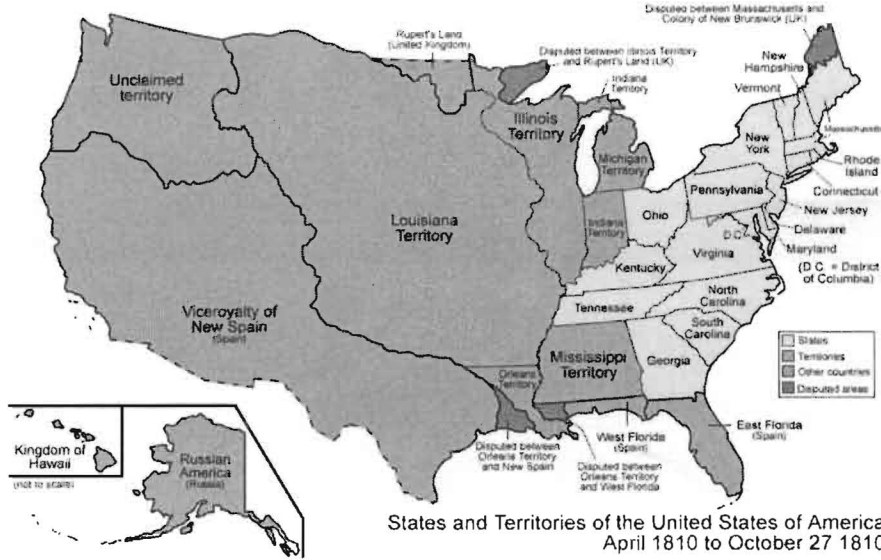 Disputed between Massachusetts and
Colony of New Brunswick (UK)
Rupert's Land
(United Kingdom)
Disputed between Illinois Territory
and Rupert's Land (UK)
New
Hampshire
Unclaimed
territory
Indiana
Territory
Vermont
Illinois
Territory
Massachusetts
New
York
Michigan
Territory
Rhode
Island
Connecticut
Pennsylvania
New Jersey
Ohio
Louisiana
Territory
Indiana
Territory
D.C.
Delaware
Maryland
Virginia
(D C = District
of Columbia)
Kentucky
North
Carolina
Tennessee
Viceroyalty of
New Spain
(Spain)
South
Carolina
States
Territories
Other countries
Disputed areas
Mississippi
Territory
Georgia
Orleans
Territory
East Florida
(Spain)
West Florida
(Spain)
Kingdom of
Hawaii
(not to scale)
Russian
America
(Russia)
Disputed between
Orleans Territory
and New Spain
Disputed between
Orleans Territory
and West Florida
States and Territories of the United States of America
April 1810 to October 27 1810